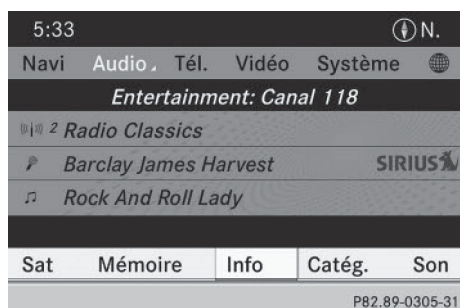 5:33 N.
Navi Audio Tél. Vidéo Système
Entertainment: Canal 118
2 Radio Classics
Barclay James Harvest SIRIUS
Rock And Roll Lady
Sat Mémoire Info Catég. Son
P82.89-0305-31